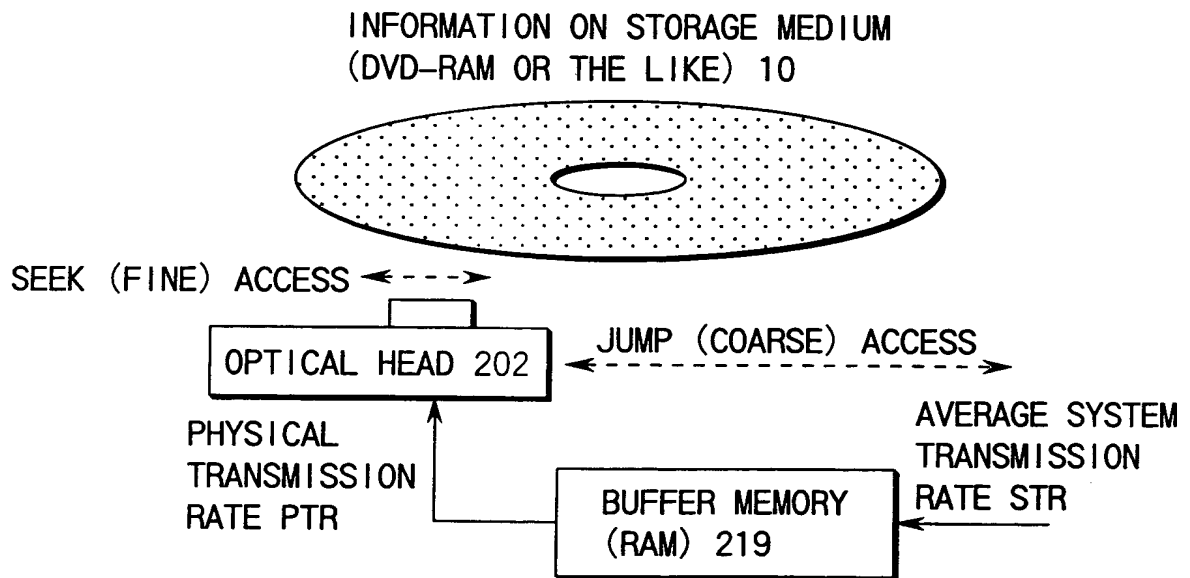 INFORMATION ON STORAGE MEDIUM
(DVD-RAM OR THE LIKE) 10
SEEK (FINE) ACCESS
JUMP (COARSE) ACCESS
OPTICAL HEAD 202
PHYSICAL
TRANSMISSION
RATE PTR
AVERAGE SYSTEM
TRANSMISSION
RATE STR
BUFFER MEMORY
(RAM) 219